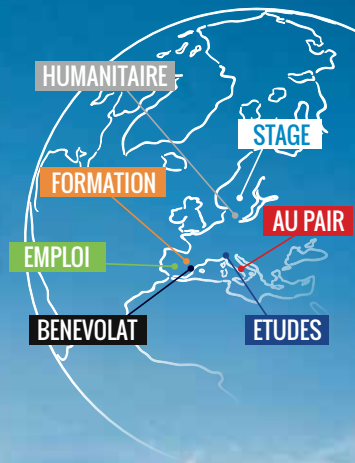 HUMANITAIRE
STAGE
FORMATION
AU PAIR
EMPLOI
BENEVOLAT
ETUDES